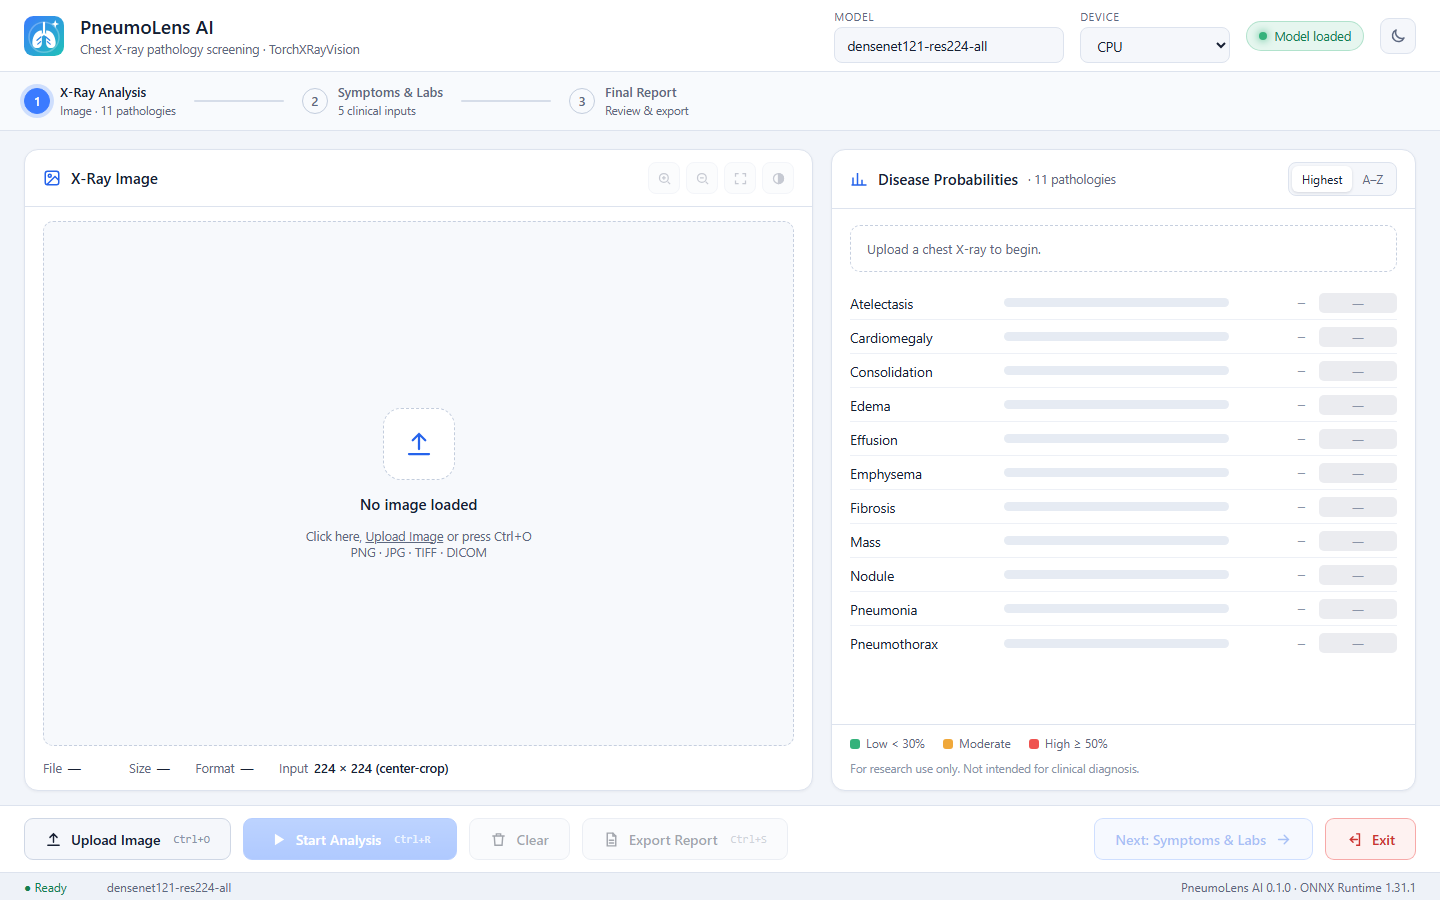 PneumoLens AI
Chest X-ray pathology screening · TorchXRayVision
MODEL
densenet121-res224-all
DEVICE
CPU
Model loaded
1
X-Ray Analysis
Image · 11 pathologies
2
Symptoms & Labs
5 clinical inputs
3
Final Report
Review & export
X-Ray Image
No image loaded
Click here, Upload Image or press Ctrl+O
PNG · JPG · TIFF · DICOM
File —
Size —
Format —
Input 224 × 224 (center-crop)
Disease Probabilities · 11 pathologies
Highest
A–Z
Upload a chest X-ray to begin.
Atelectasis – —
Cardiomegaly – —
Consolidation – —
Edema – —
Effusion – —
Emphysema – —
Fibrosis – —
Mass – —
Nodule – —
Pneumonia – —
Pneumothorax – —
Low < 30%
Moderate
High ≥ 50%
For research use only. Not intended for clinical diagnosis.
Upload Image Ctrl+O
Start Analysis Ctrl+R
Clear
Export Report Ctrl+S
Next: Symptoms & Labs →
Exit
● Ready
densenet121-res224-all
PneumoLens AI 0.1.0 · ONNX Runtime 1.31.1